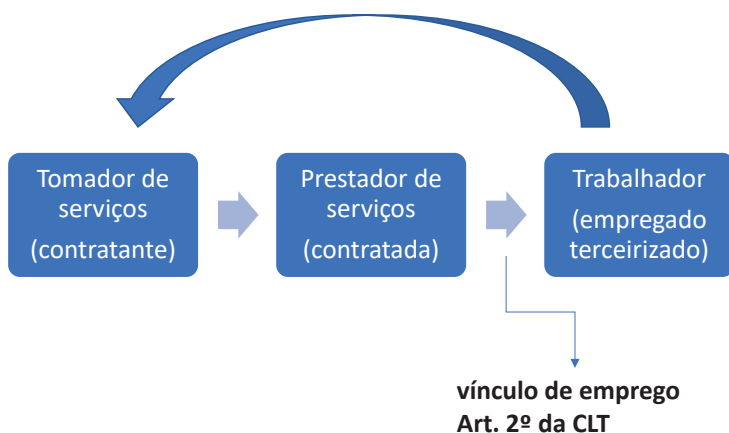 Tomador de
serviços
(contratante)
Prestador de
serviços
(contratada)
Trabalhador
(empregado
terceirizado)
vínculo de emprego
Art. 2º da CLT